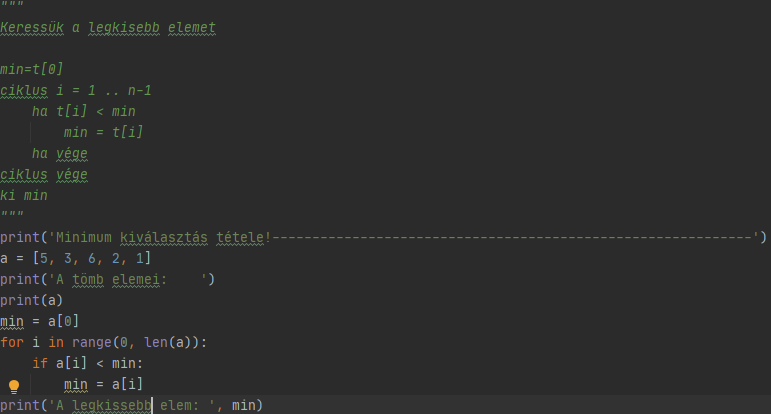 """
Keressük a legkisebb elemet
min=t[0]
ciklus i = 1 .. n-1
ha t[i] < min
min = t[i]
ha vége
ciklus vége
ki min
"""
print('Minimum kiválasztás tétele!------------------------------------------------------------')
a = [5, 3, 6, 2, 1]
print('A tömb elemei:    ')
print(a)
min = a[0]
for i in range(0, len(a)):
if a[i] < min:
min = a[i]
print('A legkissebb elem: ', min)